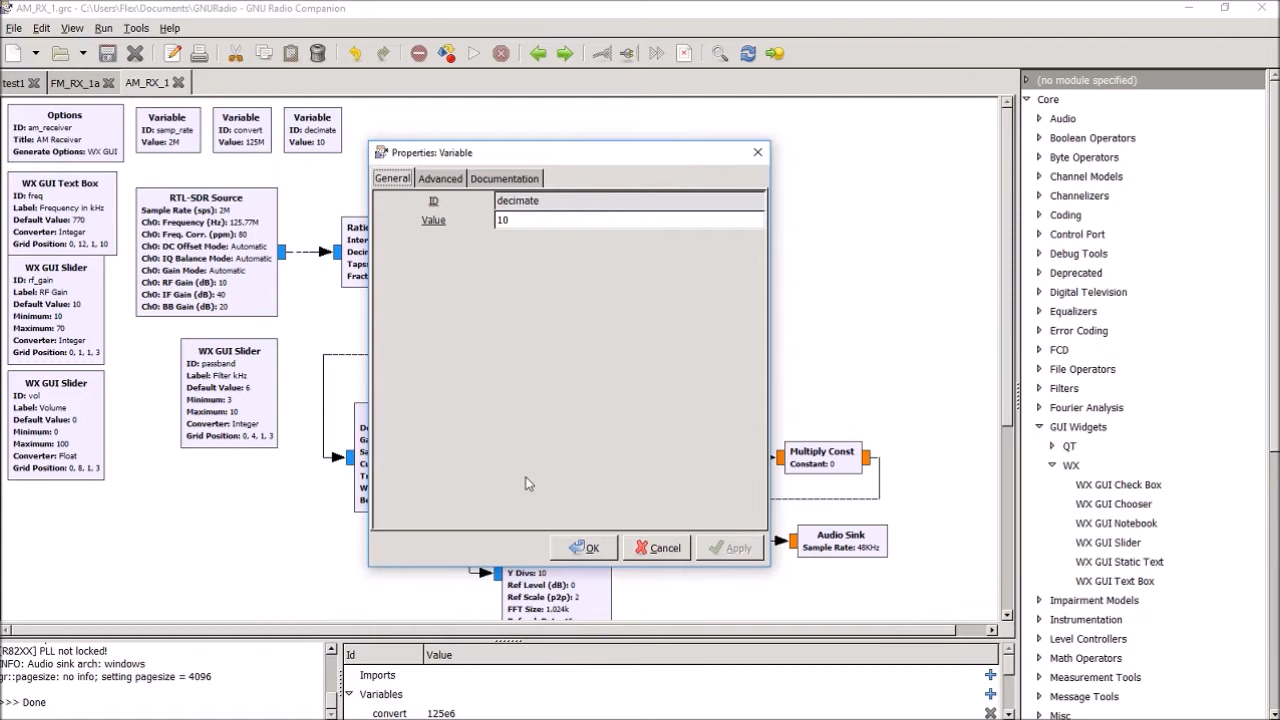 AM_RX_1.grc - C:\Users\Flex\Documents\GNURadio - GNU Radio Companion
File Edit View Run Tools Help
test1 FM_RX_1a AM_RX_1
Options
ID: am_receiver
Title: AM Receiver
Generate Options: WX GUI
Variable
ID: samp_rate
Value: 2M
Variable
ID: convert
Value: 125M
Variable
ID: decimate
Value: 10
WX GUI Text Box
ID: freq
Label: Frequency in kHz
Default Value: 770
Converter: Integer
Grid Position: 0, 12, 1, 10
RTL-SDR Source
Sample Rate (sps): 2M
Ch0: Frequency (Hz): 125.77M
Ch0: Freq. Corr. (ppm): 80
Ch0: DC Offset Mode: Automatic
Ch0: IQ Balance Mode: Automatic
Ch0: Gain Mode: Automatic
Ch0: RF Gain (dB): 10
Ch0: IF Gain (dB): 40
Ch0: BB Gain (dB): 20
WX GUI Slider
ID: rf_gain
Label: RF Gain
Default Value: 10
Minimum: 10
Maximum: 70
Converter: Integer
Grid Position: 0, 1, 1, 3
WX GUI Slider
ID: passband
Label: Filter kHz
Default Value: 6
Minimum: 3
Maximum: 10
Converter: Integer
Grid Position: 0, 4, 1, 3
WX GUI Slider
ID: vol
Label: Volume
Default Value: 0
Minimum: 0
Maximum: 100
Converter: Float
Grid Position: 0, 8, 1, 3
Properties: Variable
General Advanced Documentation
ID decimate
Value 10
OK Cancel Apply
Multiply Const
Constant: 0
Audio Sink
Sample Rate: 48KHz
Y Divs: 10
Ref Level (dB): 0
Ref Scale (p2p): 2
FFT Size: 1.024k
(no module specified)
Core
Audio
Boolean Operators
Byte Operators
Channel Models
Channelizers
Coding
Control Port
Debug Tools
Deprecated
Digital Television
Equalizers
Error Coding
FCD
File Operators
Filters
Fourier Analysis
GUI Widgets
QT
WX
WX GUI Check Box
WX GUI Chooser
WX GUI Notebook
WX GUI Slider
WX GUI Static Text
WX GUI Text Box
Impairment Models
Instrumentation
Level Controllers
Math Operators
Measurement Tools
Message Tools
Misc
[R82XX] PLL not locked!
INFO: Audio sink arch: windows
gr::pagesize: no info; setting pagesize = 4096
>>> Done
Id Value
Imports
Variables
convert 125e6